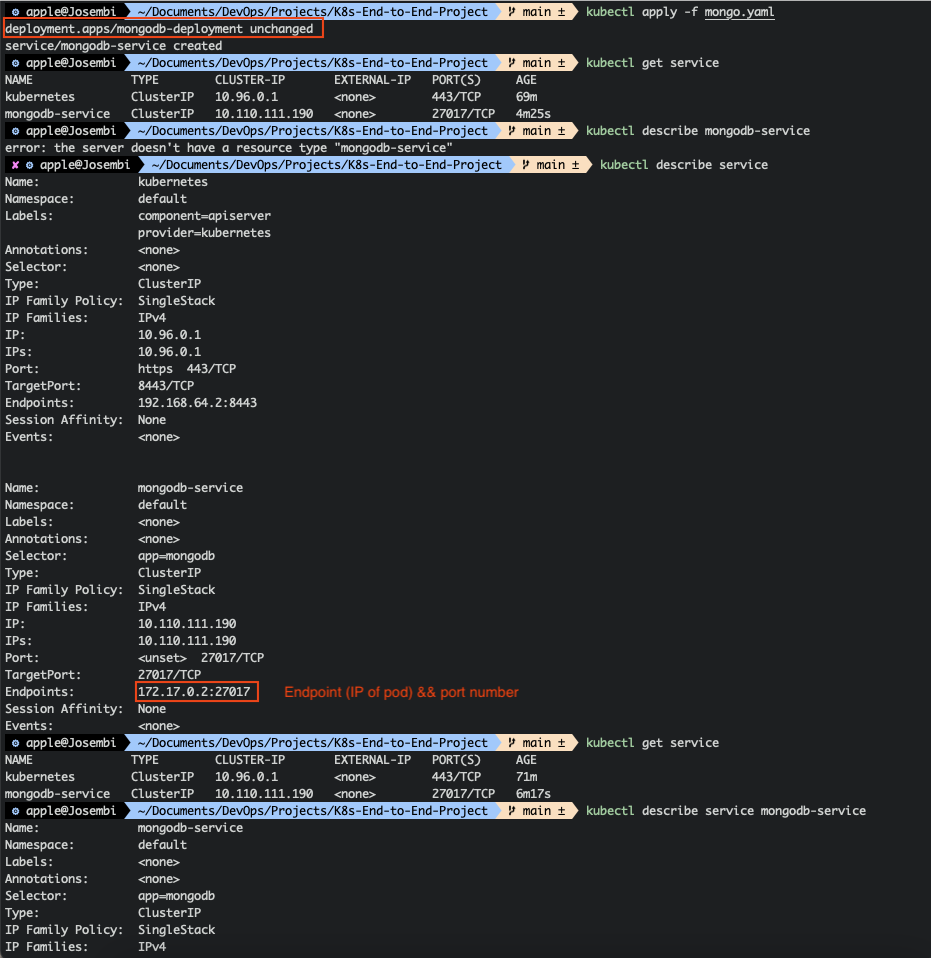 apple@Josembi ~/Documents/DevOps/Projects/K8s-End-to-End-Project main ± kubectl apply -f mongo.yaml
deployment.apps/mongodb-deployment unchanged
service/mongodb-service created
apple@Josembi ~/Documents/DevOps/Projects/K8s-End-to-End-Project main ± kubectl get service
NAME TYPE CLUSTER-IP EXTERNAL-IP PORT(S) AGE
kubernetes ClusterIP 10.96.0.1 <none> 443/TCP 69m
mongodb-service ClusterIP 10.110.111.190 <none> 27017/TCP 4m25s
apple@Josembi ~/Documents/DevOps/Projects/K8s-End-to-End-Project main ± kubectl describe mongodb-service
error: the server doesn't have a resource type "mongodb-service"
✘ apple@Josembi ~/Documents/DevOps/Projects/K8s-End-to-End-Project main ± kubectl describe service
Name: kubernetes
Namespace: default
Labels: component=apiserver
provider=kubernetes
Annotations: <none>
Selector: <none>
Type: ClusterIP
IP Family Policy: SingleStack
IP Families: IPv4
IP: 10.96.0.1
IPs: 10.96.0.1
Port: https 443/TCP
TargetPort: 8443/TCP
Endpoints: 192.168.64.2:8443
Session Affinity: None
Events: <none>
Name: mongodb-service
Namespace: default
Labels: <none>
Annotations: <none>
Selector: app=mongodb
Type: ClusterIP
IP Family Policy: SingleStack
IP Families: IPv4
IP: 10.110.111.190
IPs: 10.110.111.190
Port: <unset> 27017/TCP
TargetPort: 27017/TCP
Endpoints: 172.17.0.2:27017 Endpoint (IP of pod) && port number
Session Affinity: None
Events: <none>
apple@Josembi ~/Documents/DevOps/Projects/K8s-End-to-End-Project main ± kubectl get service
NAME TYPE CLUSTER-IP EXTERNAL-IP PORT(S) AGE
kubernetes ClusterIP 10.96.0.1 <none> 443/TCP 71m
mongodb-service ClusterIP 10.110.111.190 <none> 27017/TCP 6m17s
apple@Josembi ~/Documents/DevOps/Projects/K8s-End-to-End-Project main ± kubectl describe service mongodb-service
Name: mongodb-service
Namespace: default
Labels: <none>
Annotations: <none>
Selector: app=mongodb
Type: ClusterIP
IP Family Policy: SingleStack
IP Families: IPv4